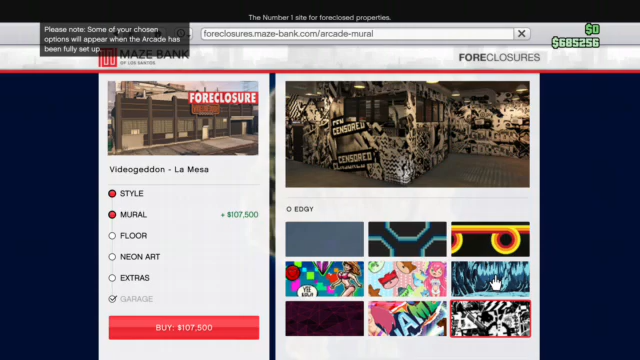 The Number 1 site for foreclosed properties.
Please note: Some of your chosen
options will appear when the Arcade has
been fully set up.
foreclosures.maze-bank.com/arcade-mural
$0
$685256
MAZE BANK
OF LOS SANTOS
FORECLOSURES
FORECLOSURE
Videogeddon - La Mesa
STYLE
MURAL + $107,500
FLOOR
NEON ART
EXTRAS
GARAGE
BUY: $107,500
CENSORED
CENSORED
EDGY